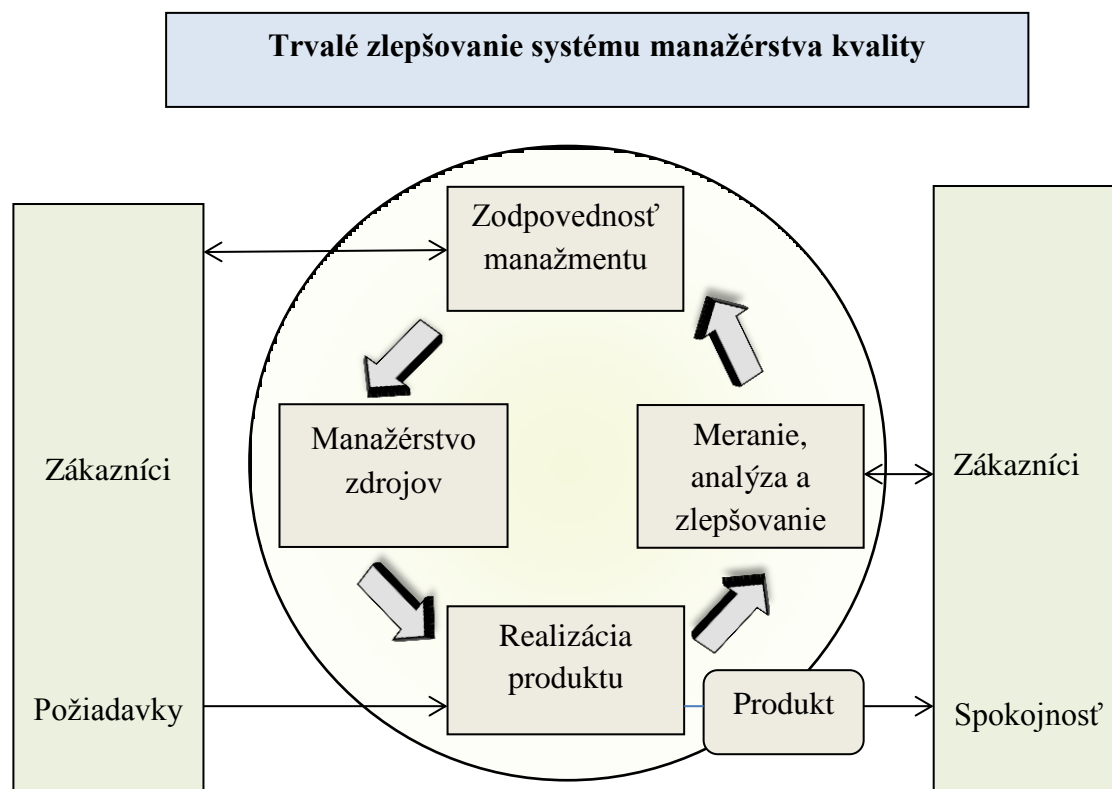 Trvalé zlepšovanie systému manažérstva kvality
Zodpovednosť
manažmentu
Manažérstvo
zdrojov
Meranie,
analýza a
zlepšovanie
Zákazníci
Zákazníci
Realizácia
produktu
Produkt
Požiadavky
Spokojnosť